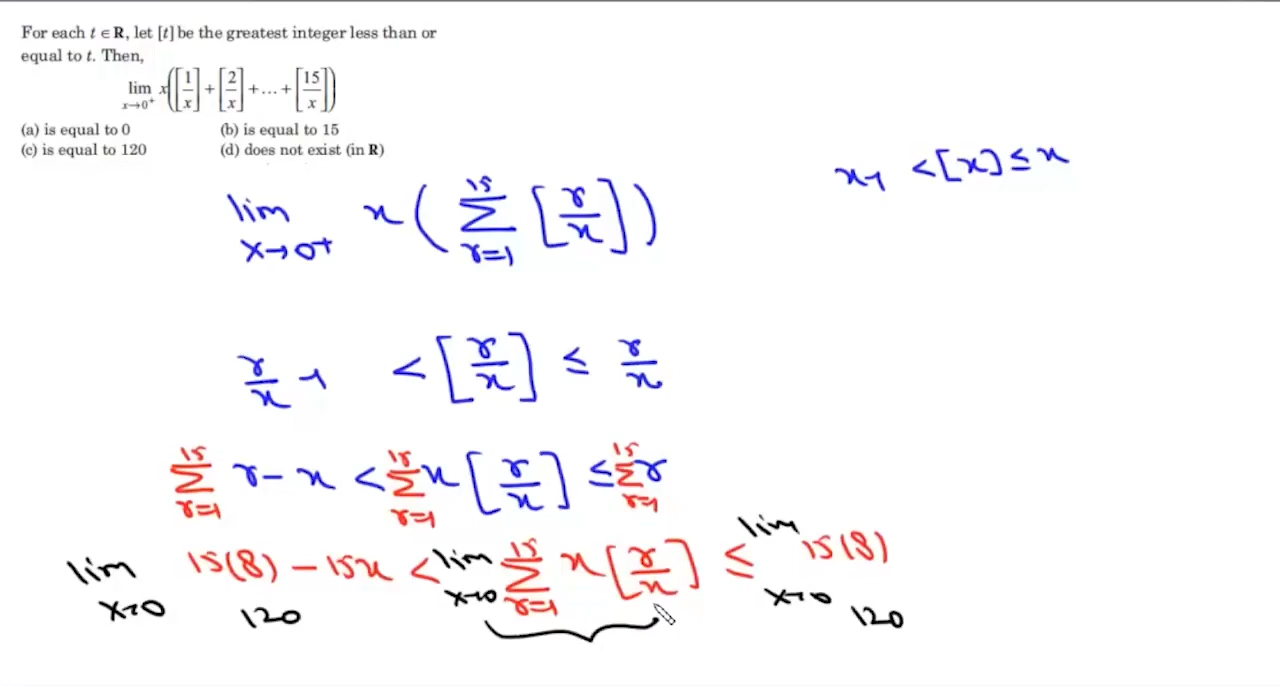 For each t ∈ R, let [t] be the greatest integer less than or
equal to t. Then,
lim x→0⁺ x([1/x] + [2/x] + ... + [15/x])
(a) is equal to 0 (b) is equal to 15
(c) is equal to 120 (d) does not exist (in R)
x-1 < [x] ≤ x
lim x→0+ x( 15 Σ r=1 [r/x] )
r/x -1 < [r/x] ≤ r/x
15 Σ r=1 r - x < 15 Σ r=1 x[r/x] ≤ 15 Σ r=1 r
lim x→0 15(8) - 15x < lim x→0 15 Σ r=1 x[r/x] ≤ lim x→0 15(8)
120 120